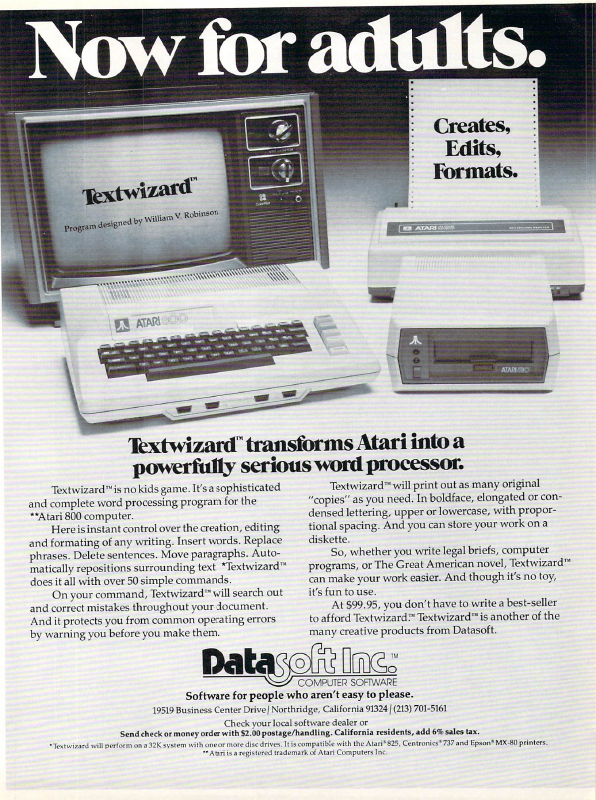 Now for adults.
Creates,
Edits,
Formats.
Textwizard™
Program designed by William V. Robinson
ATARI
ATARI 800
ATARI 810
Textwizard™ transforms Atari into a
powerfully serious word processor.
Textwizard™ is no kids game. It's a sophisticated
and complete word processing program for the
**Atari 800 computer.
Here is instant control over the creation, editing
and formating of any writing. Insert words. Replace
phrases. Delete sentences. Move paragraphs. Auto-
matically repositions surrounding text *Textwizard™
does it all with over 50 simple commands.
On your command, Textwizard™ will search out
and correct mistakes throughout your document.
And it protects you from common operating errors
by warning you before you make them.
Textwizard™ will print out as many original
"copies" as you need. In boldface, elongated or con-
densed lettering, upper or lowercase, with propor-
tional spacing. And you can store your work on a
diskette.
So, whether you write legal briefs, computer
programs, or The Great American novel, Textwizard™
can make your work easier. And though it's no toy,
it's fun to use.
At $99.95, you don't have to write a best-seller
to afford Textwizard.™ Textwizard™ is another of the
many creative products from Datasoft.
Datasoft Inc.™
COMPUTER SOFTWARE
Software for people who aren't easy to please.
19519 Business Center Drive/Northridge, California 91324/(213) 701-5161
Check your local software dealer or
Send check or money order with $2.00 postage/handling. California residents, add 6% sales tax.
*Textwizard will perform on a 32K system with one or more disc drives. It is compatible with the Atari® 825, Centronics® 737 and Epson® MX-80 printers.
**Atari is a registered trademark of Atari Computers Inc.